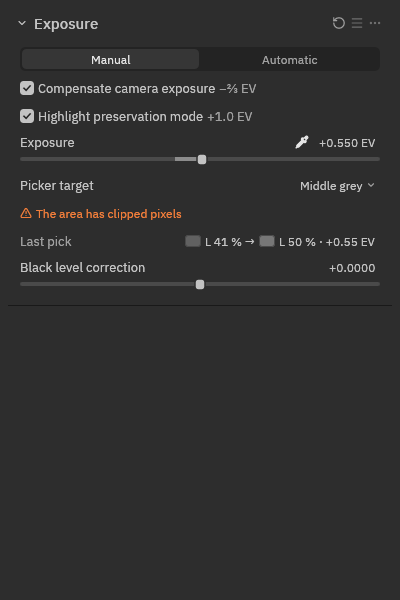 Exposure
Manual Automatic
Compensate camera exposure −⅔ EV
Highlight preservation mode +1.0 EV
Exposure +0.550 EV
Picker target Middle grey
The area has clipped pixels
Last pick L 41 % → L 50 % · +0.55 EV
Black level correction +0.0000